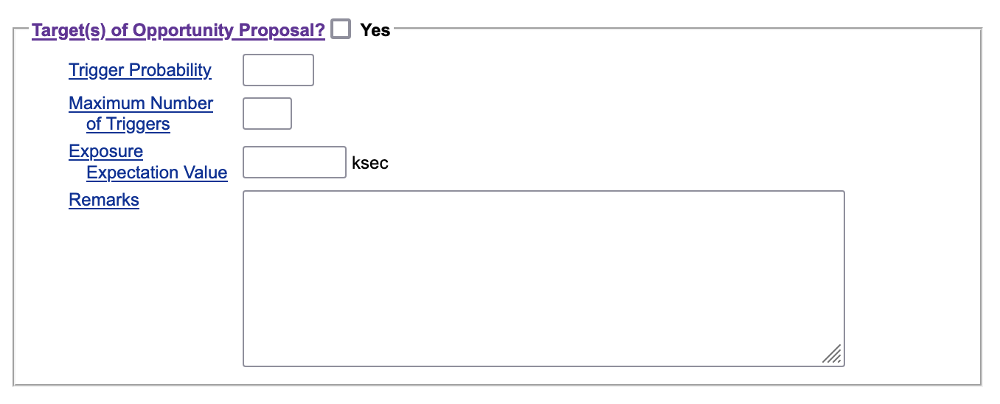 Target(s) of Opportunity Proposal? Yes
Trigger Probability
Maximum Number
of Triggers
Exposure
Expectation Value
ksec
Remarks